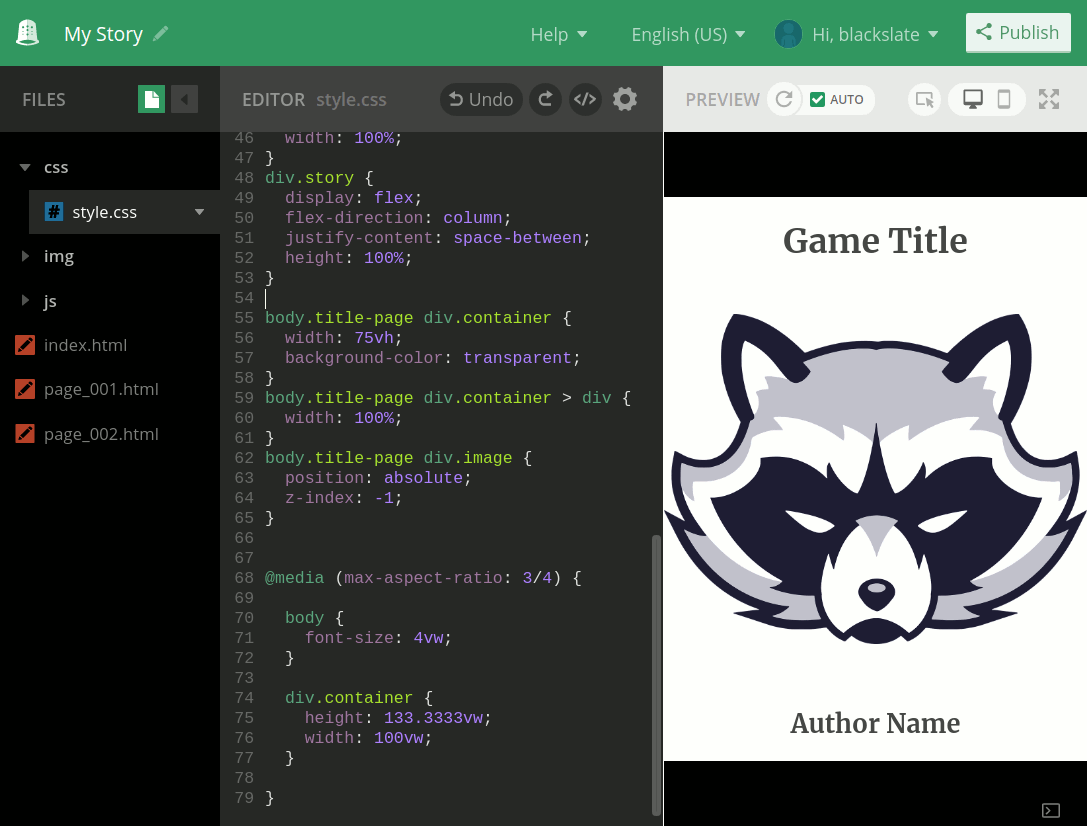 My Story
Help
English (US)
Hi, blackslate
Publish
FILES
EDITOR style.css
Undo
</>
PREVIEW
AUTO
css
# style.css
img
js
index.html
page_001.html
page_002.html
46 width: 100%;
47 }
48 div.story {
49 display: flex;
50 flex-direction: column;
51 justify-content: space-between;
52 height: 100%;
53 }
54
55 body.title-page div.container {
56 width: 75vh;
57 background-color: transparent;
58 }
59 body.title-page div.container > div {
60 width: 100%;
61 }
62 body.title-page div.image {
63 position: absolute;
64 z-index: -1;
65 }
66
67
68 @media (max-aspect-ratio: 3/4) {
69
70 body {
71 font-size: 4vw;
72 }
73
74 div.container {
75 height: 133.3333vw;
76 width: 100vw;
77 }
78
79 }
Game Title
Author Name